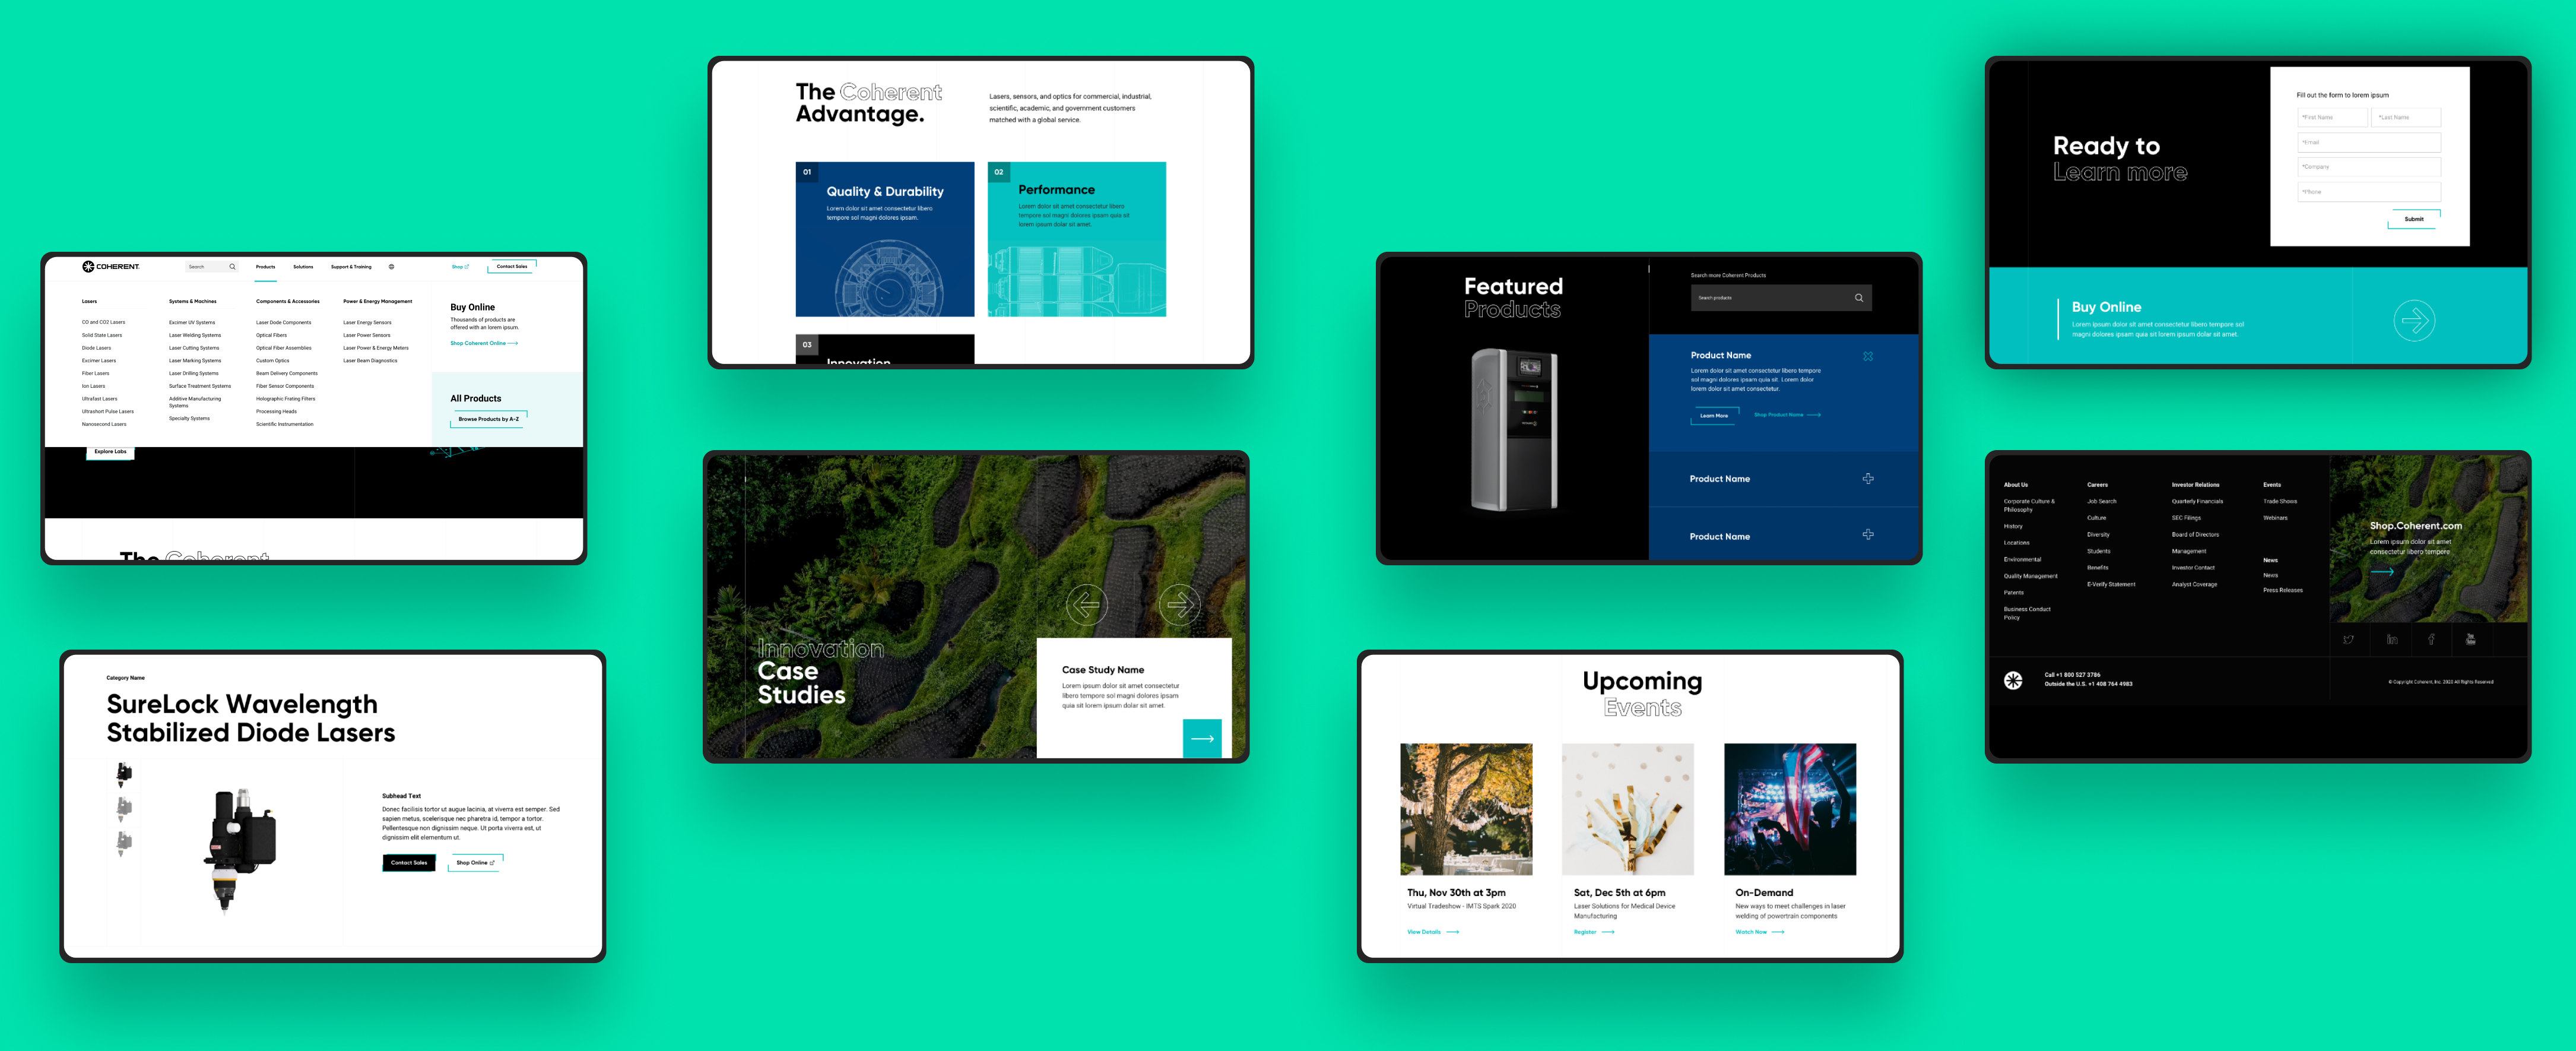 COHERENT.
Search
Products
Solutions
Support & Training
Shop
Contact Sales
Lasers
CO and CO2 Lasers
Solid State Lasers
Diode Lasers
Excimer Lasers
Fiber Lasers
Ion Lasers
Ultrafast Lasers
Ultrashort Pulse Lasers
Nanosecond Lasers
Systems & Machines
Excimer UV Systems
Laser Welding Systems
Laser Cutting Systems
Laser Marking Systems
Laser Drilling Systems
Surface Treatment Systems
Additive Manufacturing
Systems
Specialty Systems
Components & Accessories
Laser Dode Components
Optical Fibers
Optical Fiber Assemblies
Custom Optics
Beam Delivery Components
Fiber Sensor Components
Holographic Frating Filters
Processing Heads
Scientific Instrumentation
Power & Energy Management
Laser Energy Sensors
Laser Power Sensors
Laser Power & Energy Meters
Laser Beam Diagnostics
Buy Online
Thousands of products are
offered with an lorem ipsum.
Shop Coherent Online
All Products
Browse Products by A-Z
Explore Labs
The Coherent
Category Name
SureLock Wavelength
Stabilized Diode Lasers
Subhead Text
Donec facilisis tortor ut augue lacinia, at viverra est semper. Sed
sapien metus, scelerisque nec pharetra id, tempor a tortor.
Pellentesque non dignissim neque. Ut porta viverra est, ut
dignissim elit elementum ut.
Contact Sales
Shop Online
The Coherent
Advantage.
Lasers, sensors, and optics for commercial, industrial,
scientific, academic, and government customers
matched with a global service.
01
Quality & Durability
Lorem dolor sit amet consectetur libero
tempore sol magni dolores ipsam.
02
Performance
Lorem dolor sit amet consectetur libero
tempore sol magni dolores ipsam quia sit
lorem ipsum dolar sit amet.
03
Innovation
Innovation
Case
Studies
Case Study Name
Lorem ipsum dolor sit amet consectetur
libero tempore sol magni dolores ipsam
quia sit lorem ipsum dolar sit amet.
Featured
Products
Search more Coherent Products
Search products
Product Name
Lorem dolor sit amet consectetur libero tempore
sol magni dolores ipsam quia sit. Lorem dolor
lorem dolor sit amet consectetur.
Learn More
Shop Product Name
Product Name
Product Name
Upcoming
Events
Thu, Nov 30th at 3pm
Virtual Tradeshow - IMTS Spark 2020
View Details
Sat, Dec 5th at 6pm
Laser Solutions for Medical Device
Manufacturing
Register
On-Demand
New ways to meet challenges in laser
welding of powertrain components
Watch Now
Ready to
Learn more
Fill out the form to lorem ipsum
*First Name
*Last Name
*Email
*Company
*Phone
Submit
Buy Online
Lorem ipsum dolor sit amet consectetur libero tempore sol
magni dolores ipsam quia sit lorem ipsum dolar sit amet.
About Us
Corporate Culture &
Philosophy
History
Locations
Environmental
Quality Management
Patents
Business Conduct
Policy
Careers
Job Search
Culture
Diversity
Students
Benefits
E-Verify Statement
Investor Relations
Quarterly Financials
SEC Filings
Board of Directors
Management
Investor Contact
Analyst Coverage
Events
Trade Shows
Webinars
News
News
Press Releases
Shop.Coherent.com
Lorem ipsum dolor sit amet
consectetur libero tempere
Call +1 800 527 3786
Outside the U.S. +1 408 764 4983
© Copyright Coherent, Inc. 2020 All Rights Reserved